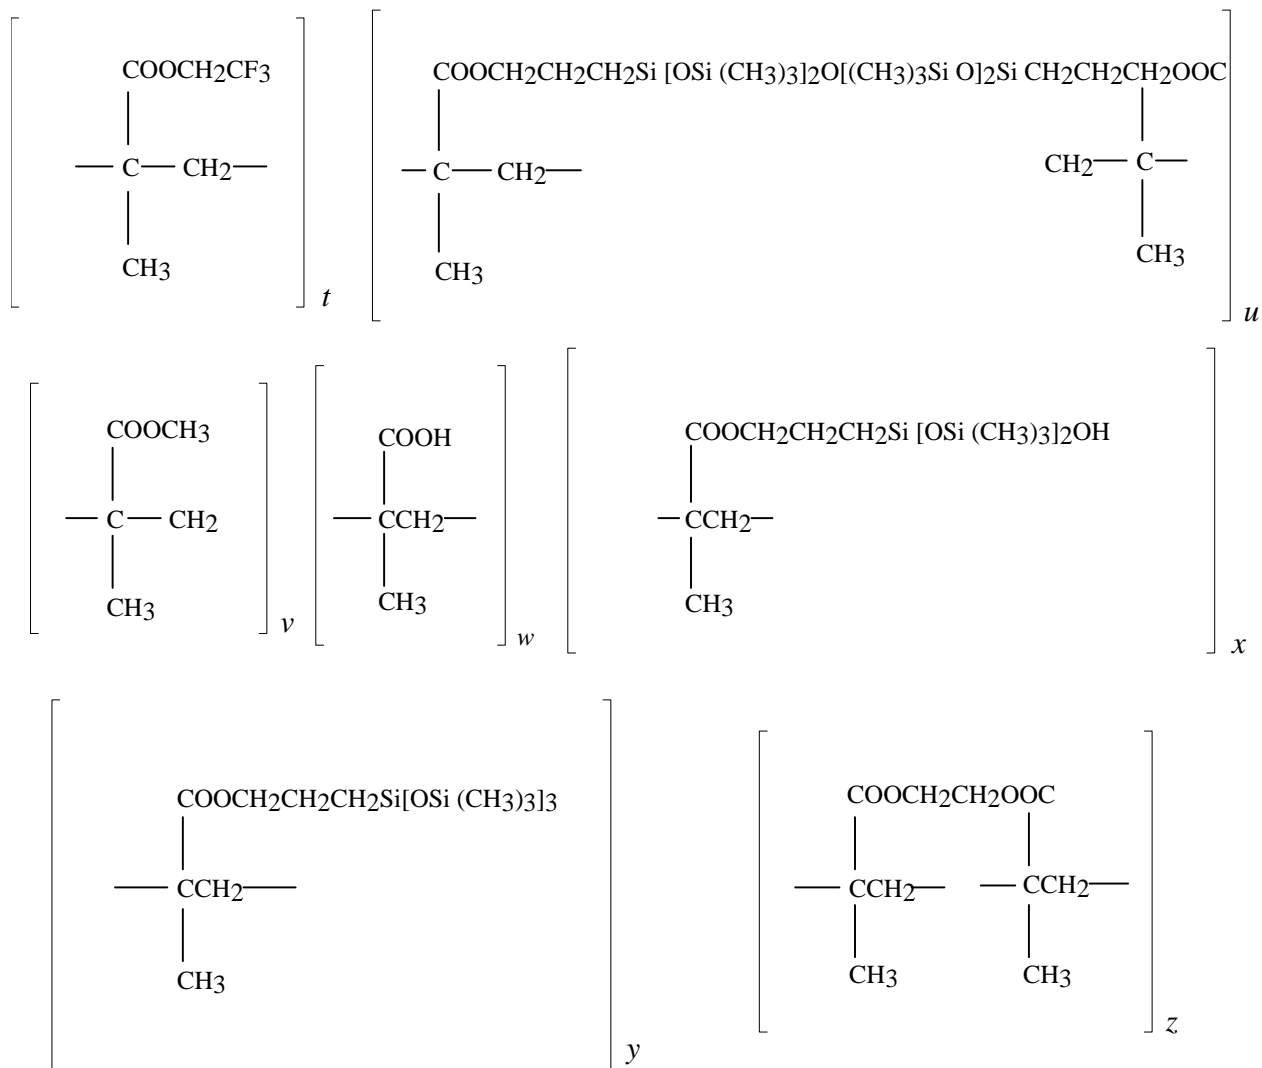 COOCH2CF3
COOCH2CH2CH2Si [OSi (CH3)3]2O[(CH3)3Si O]2Si CH2CH2CH2OOC
C CH2
C CH2
CH2 C
CH3
CH3
CH3
t
u
COOCH3
COOH
COOCH2CH2CH2Si [OSi (CH3)3]2OH
C CH2
CCH2
CCH2
CH3
CH3
CH3
v
w
x
COOCH2CH2CH2Si[OSi (CH3)3]3
COOCH2CH2OOC
CCH2
CCH2
CCH2
CH3
CH3
CH3
y
z